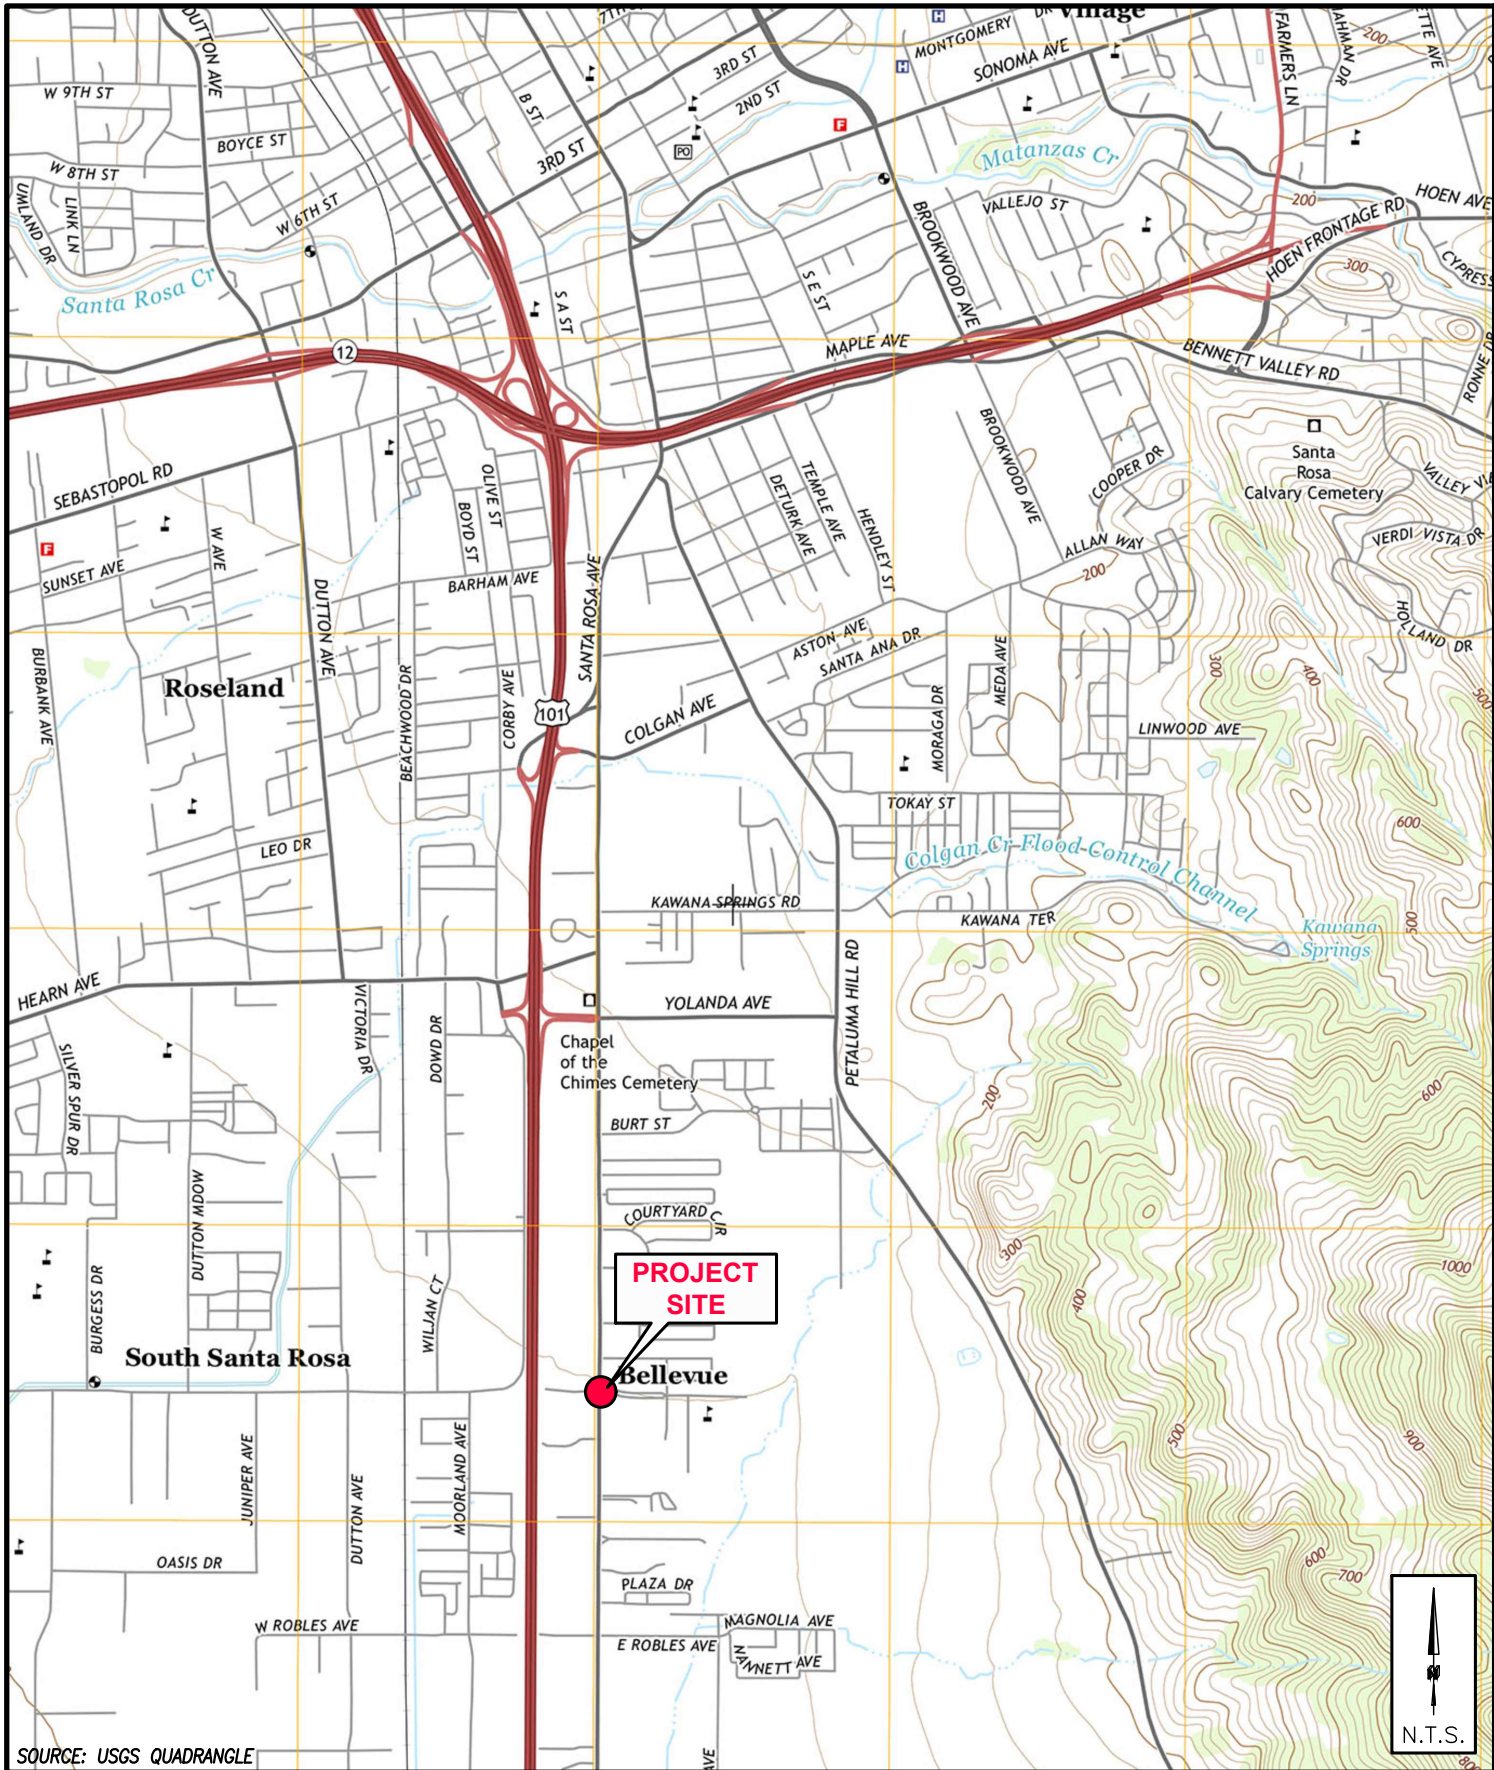 DUTTON AVE
7TH ST
MONTGOMERY DR
Village
SONOMA AVE
FARMERS LN
200
3RD ST
2ND ST
W 9TH ST
B ST
BOYCE ST
3RD ST
PO
F
H
H
Matanzas Cr
W 8TH ST
UMLAND DR
LINK LN
W 6TH ST
VALLEJO ST
BROOKWOOD AVE
200
HOEN AVE
HOEN FRONTAGE RD
300
CYPRESS
Santa Rosa Cr
S A ST
S E ST
12
MAPLE AVE
BENNETT VALLEY RD
RONNE DR
BROOKWOOD AVE
Santa
Rosa
Calvary Cemetery
COOPER DR
SEBASTOPOL RD
OLIVE ST
BOYD ST
TEMPLE AVE
DETURK AVE
HENDLEY ST
ALLAN WAY
200
VERDI VISTA DR
F
W AVE
SUNSET AVE
BARHAM AVE
SANTA ROSA AVE
DUTTON AVE
ASTON AVE
SANTA ANA DR
HOLLAND DR
BURBANK AVE
Roseland
BEACHWOOD DR
CORBY AVE
101
COLGAN AVE
MORAGA DR
MEDA AVE
300
400
500
LINWOOD AVE
LEO DR
TOKAY ST
600
Colgan Cr Flood Control Channel
KAWANA SPRINGS RD
KAWANA TER
500
Kawana
Springs
HEARN AVE
VICTORIA DR
DOWD DR
YOLANDA AVE
PETALUMA HILL RD
SILVER SPUR DR
Chapel
of the
Chimes Cemetery
200
600
BURT ST
DUTTON MDOW
COURTYARD CIR
300
1000
BURGESS DR
WILJAN CT
PROJECT
SITE
400
South Santa Rosa
Bellevue
JUNIPER AVE
DUTTON AVE
MOORLAND AVE
500
900
OASIS DR
600
700
PLAZA DR
W ROBLES AVE
MAGNOLIA AVE
E ROBLES AVE
NANNETT AVE
AVE
N
N.T.S.
SOURCE: USGS QUADRANGLE